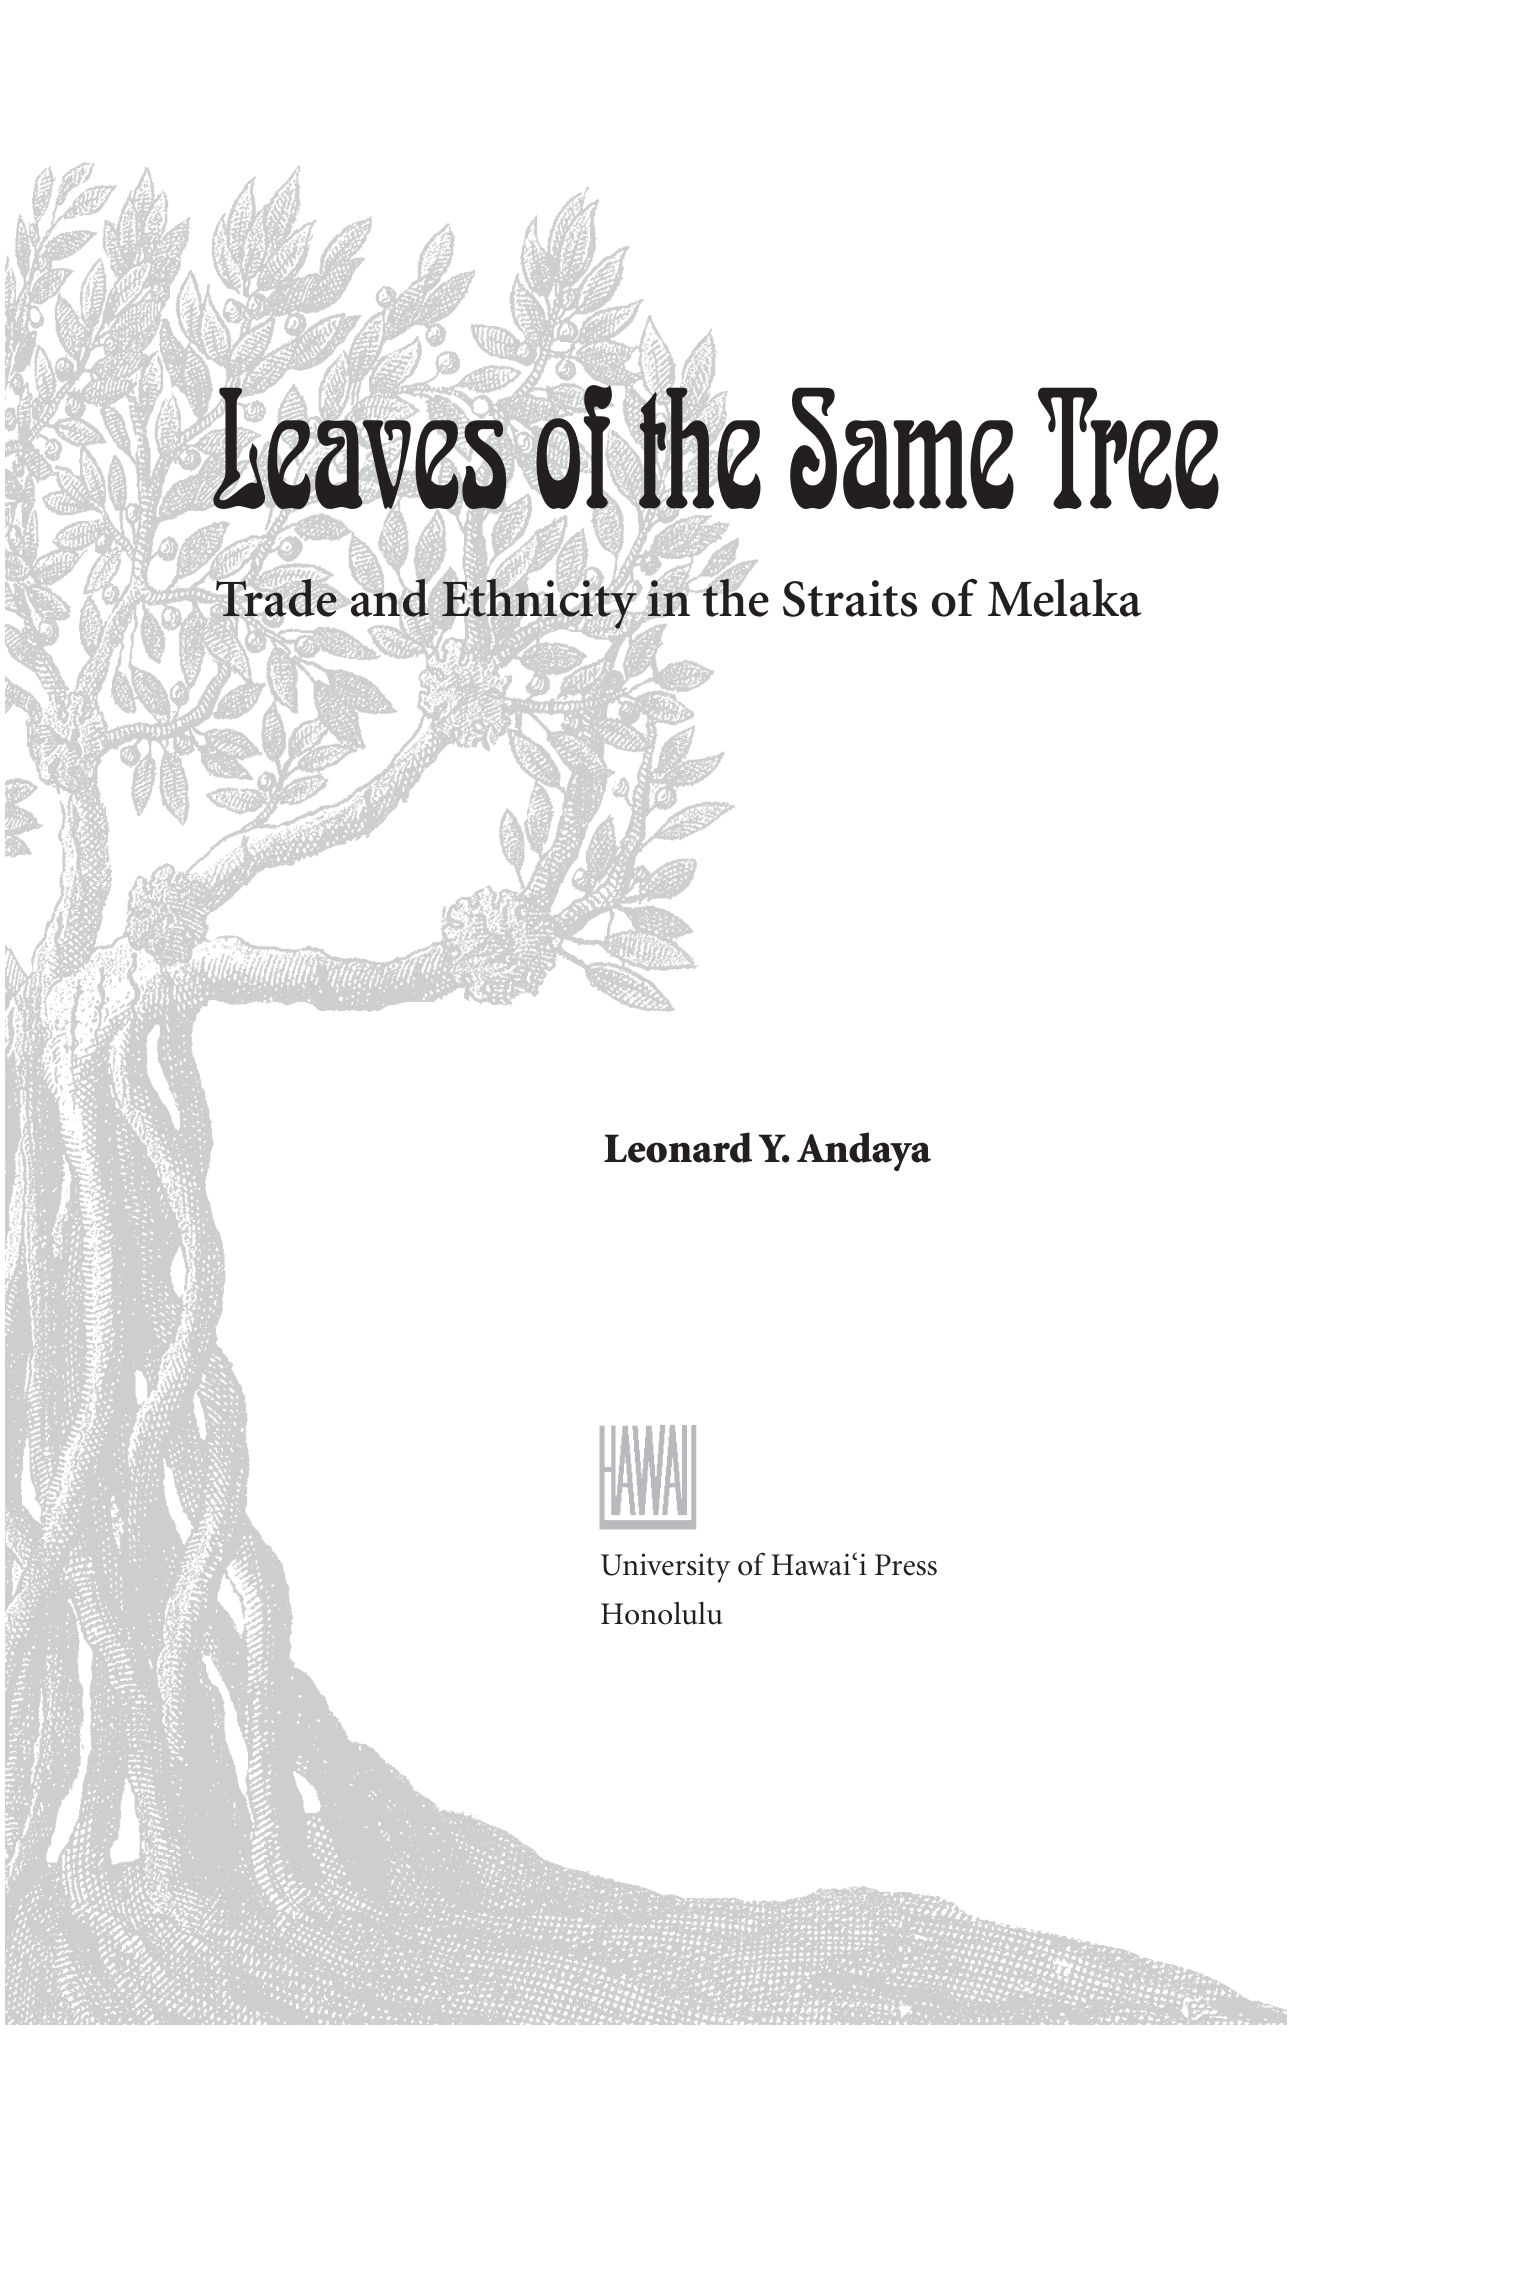 Leaves of the Same Tree
Trade and Ethnicity in the Straits of Melaka
Leonard Y. Andaya
HAWAI
University of Hawai‘i Press
Honolulu